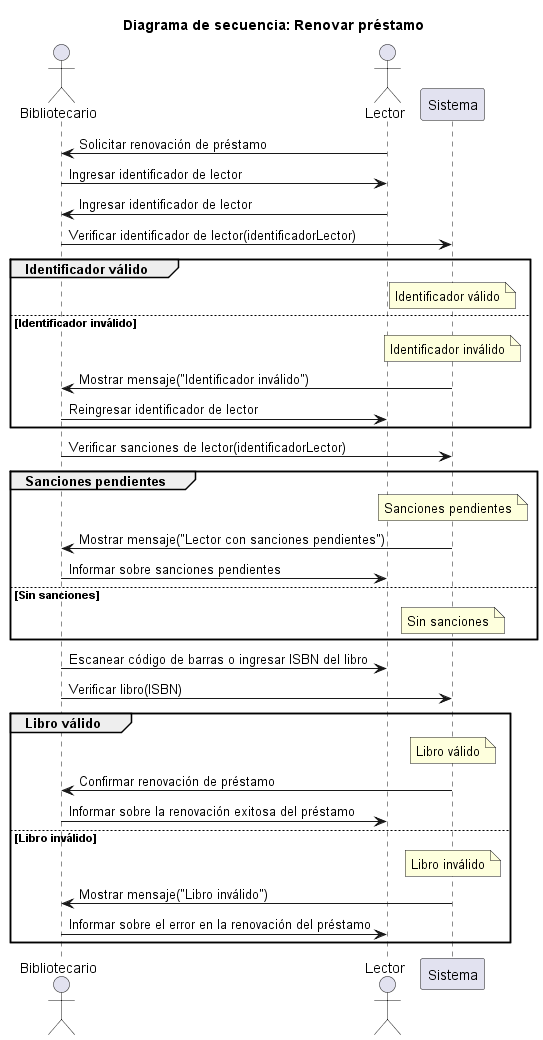 Diagrama de secuencia: Renovar préstamo
Bibliotecario
Lector
Sistema
Solicitar renovación de préstamo
Ingresar identificador de lector
Ingresar identificador de lector
Verificar identificador de lector(identificadorLector)
Identificador válido
Identificador válido
[Identificador inválido]
Identificador inválido
Mostrar mensaje("Identificador inválido")
Reingresar identificador de lector
Verificar sanciones de lector(identificadorLector)
Sanciones pendientes
Sanciones pendientes
Mostrar mensaje("Lector con sanciones pendientes")
Informar sobre sanciones pendientes
[Sin sanciones]
Sin sanciones
Escanear código de barras o ingresar ISBN del libro
Verificar libro(ISBN)
Libro válido
Libro válido
Confirmar renovación de préstamo
Informar sobre la renovación exitosa del préstamo
[Libro inválido]
Libro inválido
Mostrar mensaje("Libro inválido")
Informar sobre el error en la renovación del préstamo
Bibliotecario
Lector
Sistema